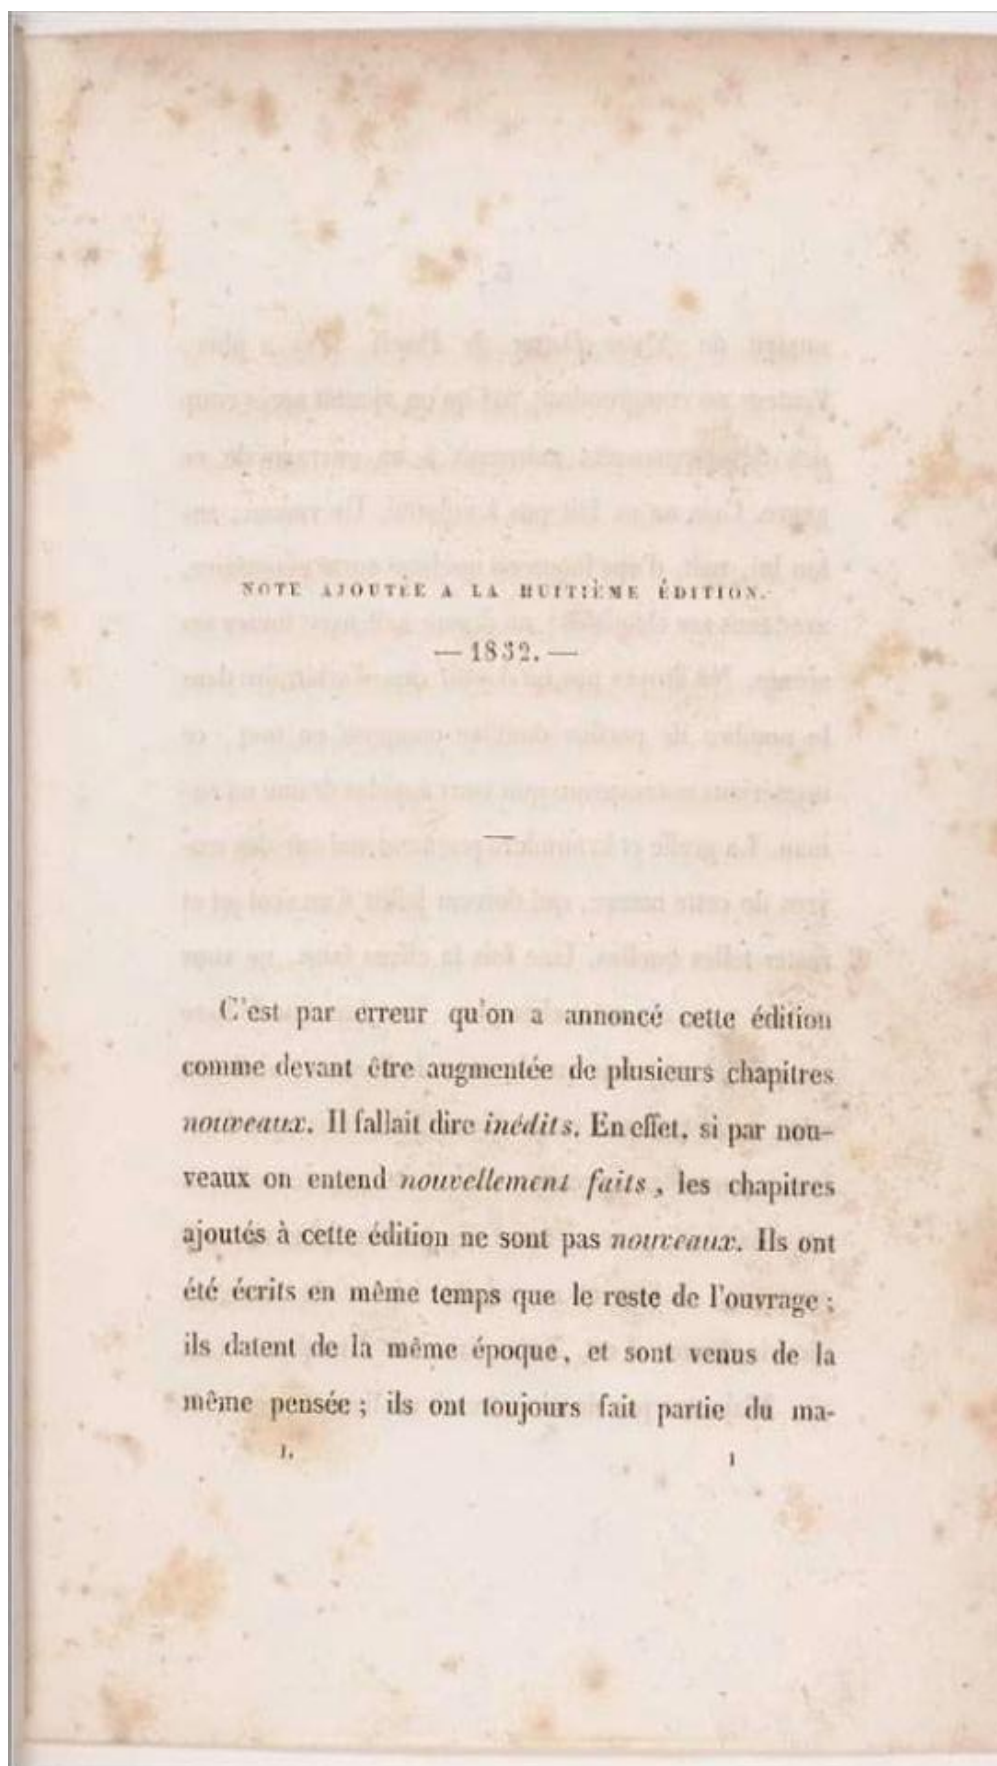 NOTE AJOUTÉE A LA HUITIÈME ÉDITION.
— 1832. —
C'est par erreur qu'on a annoncé cette édition
comme devant être augmentée de plusieurs chapitres
nouveaux. Il fallait dire inédits. En effet, si par nou-
veaux on entend nouvellement faits, les chapitres
ajoutés à cette édition ne sont pas nouveaux. Ils ont
été écrits en même temps que le reste de l'ouvrage ;
ils datent de la même époque, et sont venus de la
même pensée ; ils ont toujours fait partie du ma-
I. 1